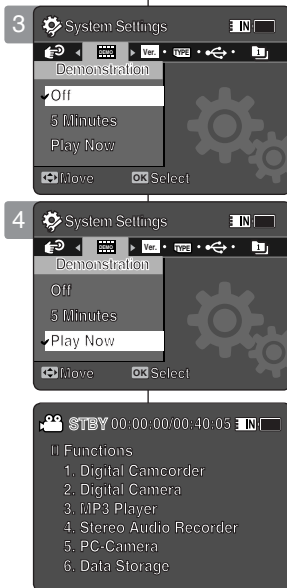 3
System Settings
IN
DEMO Ver. TYPE 1
Demonstration
Off
5 Minutes
Play Now
Move OK Select
4
System Settings
IN
DEMO Ver. TYPE 1
Demonstration
Off
5 Minutes
Play Now
Move OK Select
STBY 00:00:00/00:40:05 IN
Functions
1. Digital Camcorder
2. Digital Camera
3. MP3 Player
4. Stereo Audio Recorder
5. PC-Camera
6. Data Storage